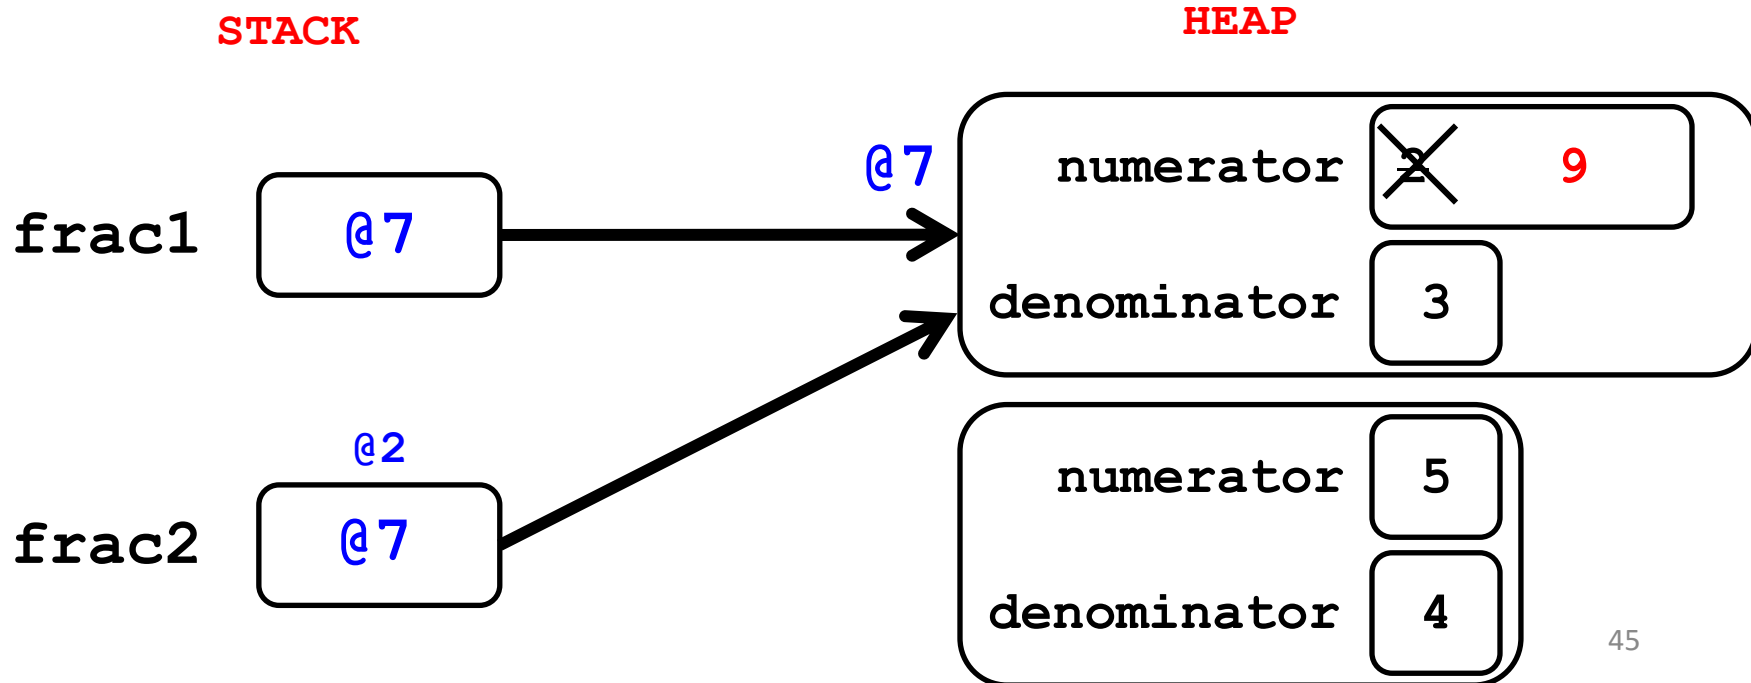 STACK
HEAP
@7
numerator 2 9
frac1 @7
denominator 3
@2
numerator 5
frac2 @7
denominator 4
45